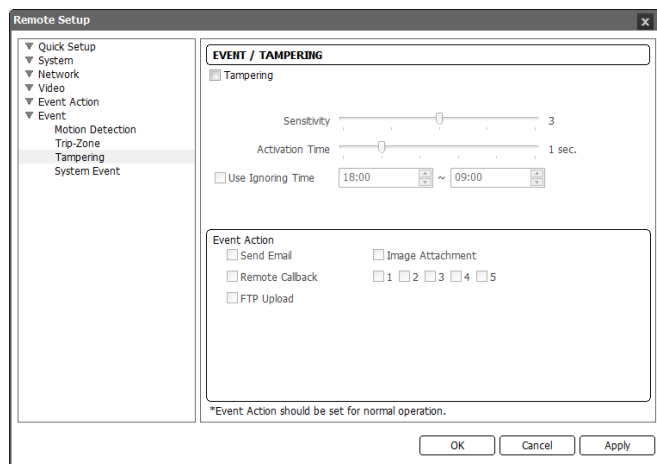 Remote Setup
x
Quick Setup
System
Network
Video
Event Action
Event
Motion Detection
Trip-Zone
Tampering
System Event
EVENT / TAMPERING
Tampering
Sensitivity 3
Activation Time 1 sec.
Use Ignoring Time 18:00 ~ 09:00
Event Action
Send Email Image Attachment
Remote Callback 1 2 3 4 5
FTP Upload
*Event Action should be set for normal operation.
OK Cancel Apply